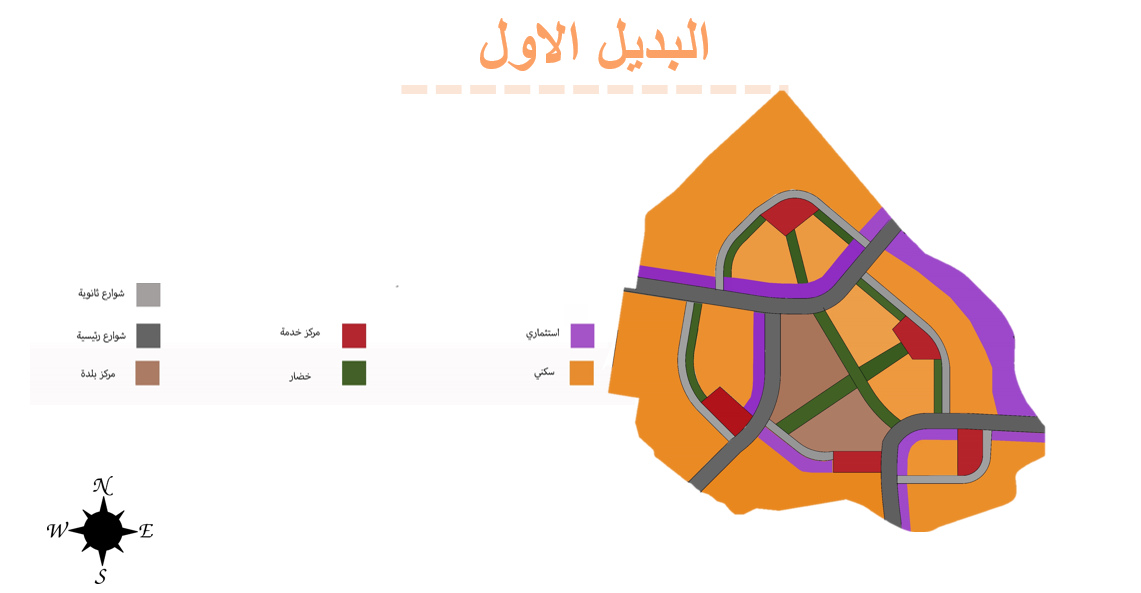 البديل الاول
شوارع ثانوية
استثماري
مركز خدمة
شوارع رئيسية
سكني
خضار
مركز بلدة
N
W E
S